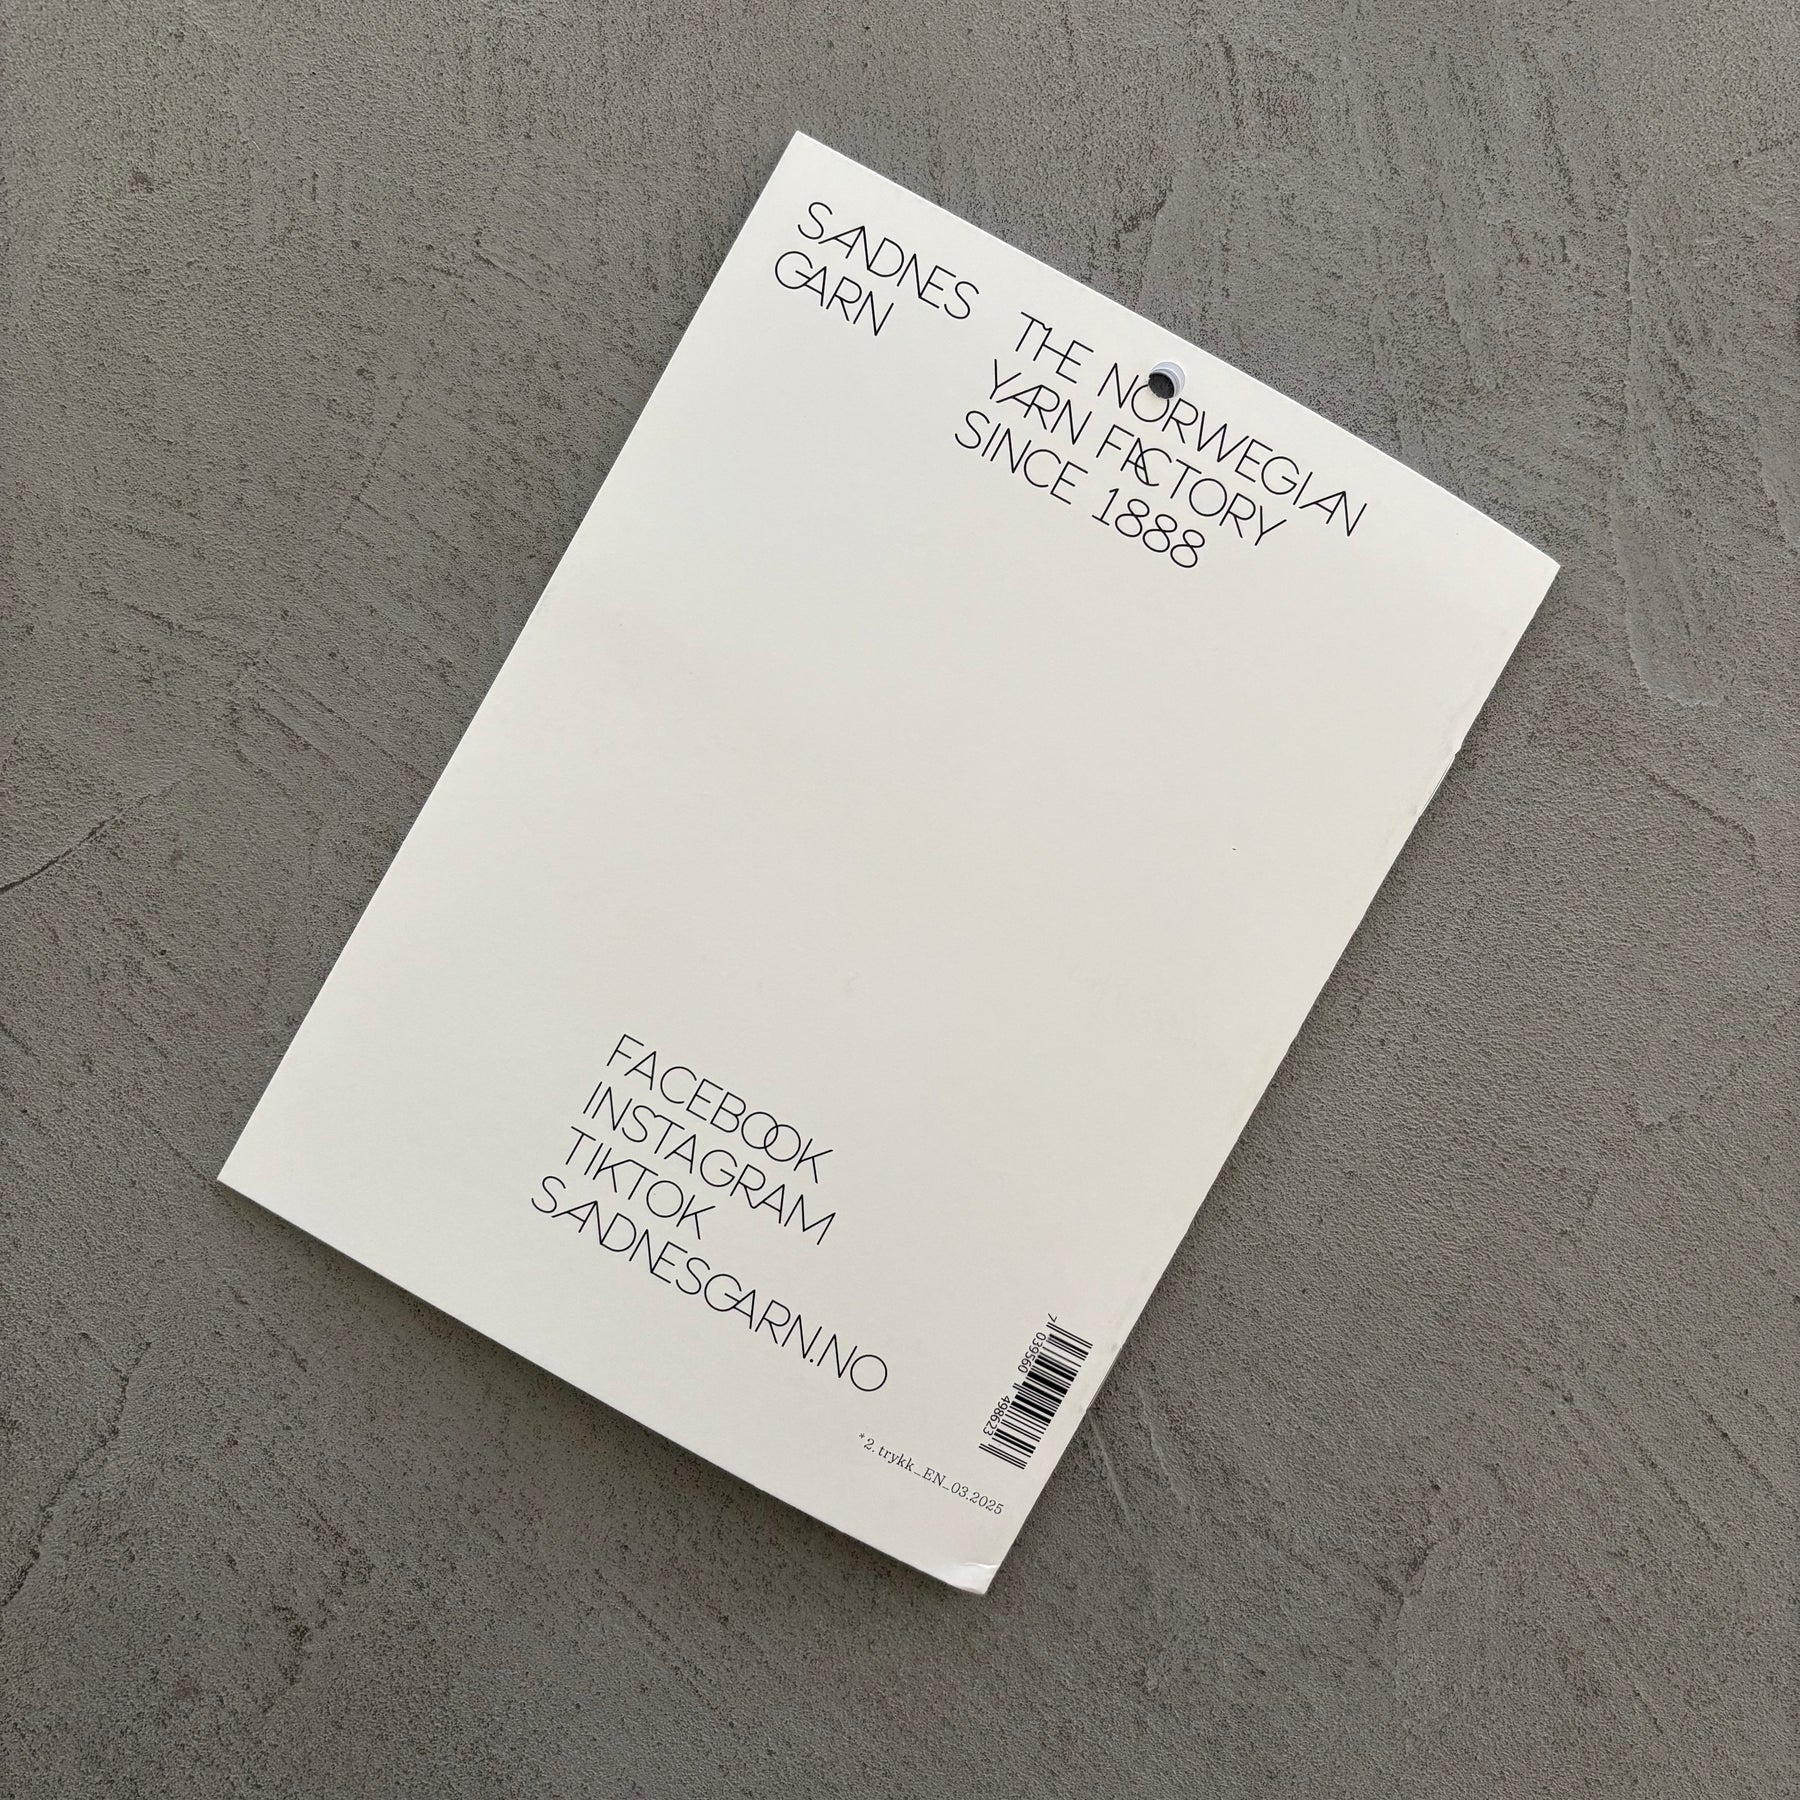 SANDNES
GARN
THE NORWEGIAN
YARN FACTORY
SINCE 1888
FACEBOOK
INSTAGRAM
TIKTOK
SANDNESGARN.NO
7 039560 498623
*2. trykk_EN_03.2025